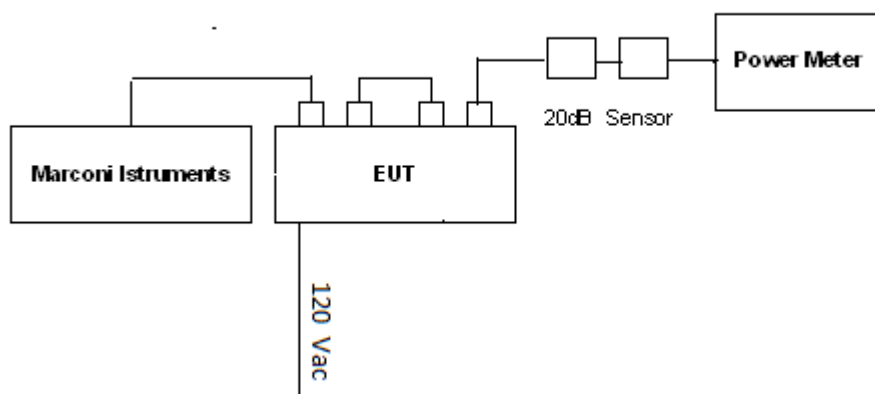 Power Meter
20dB Sensor
Marconi Istruments
EUT
120 Vac